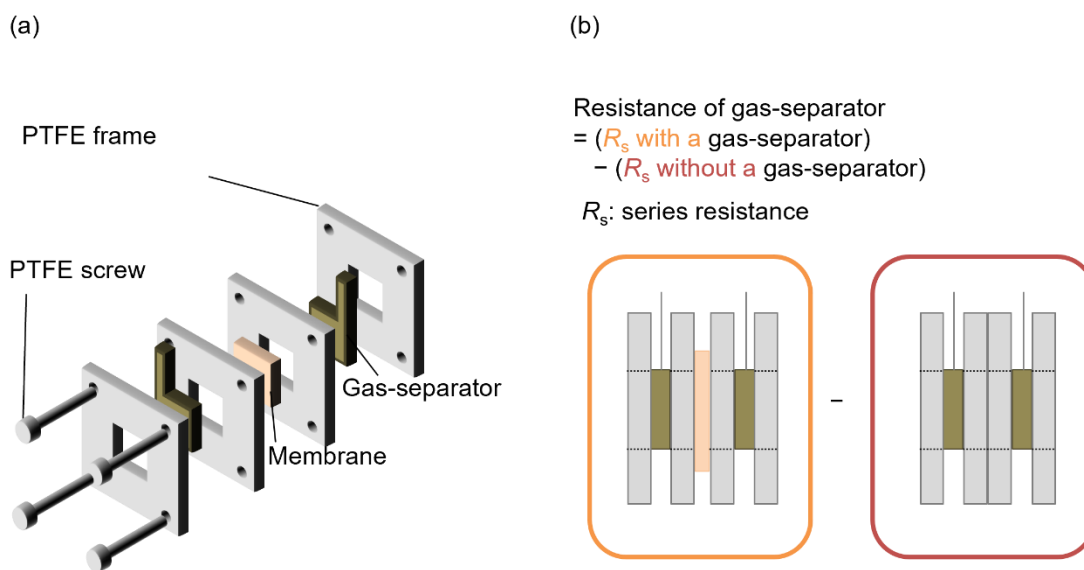 (a)
PTFE frame
PTFE screw
Gas-separator
Membrane
(b)
Resistance of gas-separator
= (Rs with a gas-separator)
− (Rs without a gas-separator)
Rs: series resistance
−